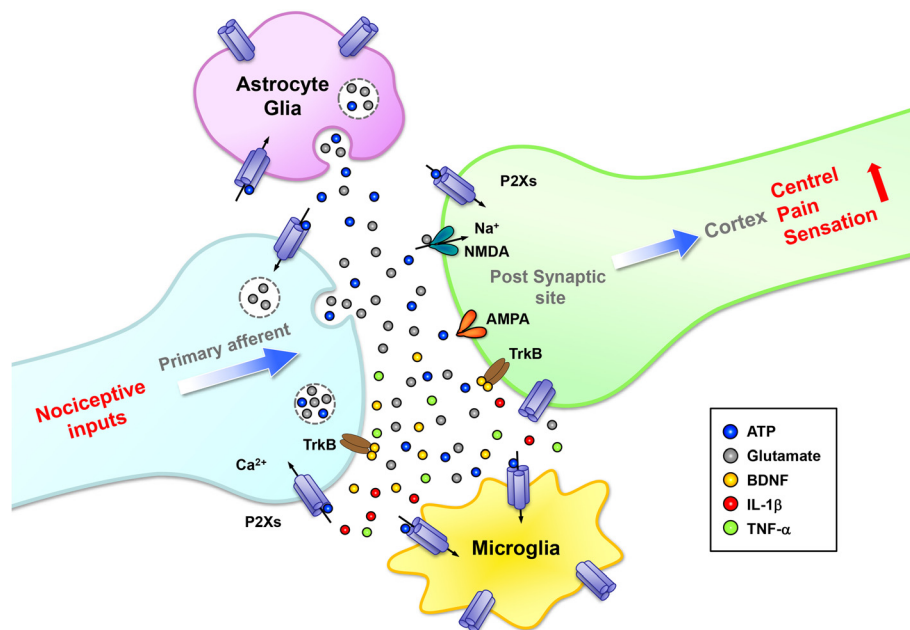 Astrocyte
Glia
P2Xs
Na⁺
NMDA
Post Synaptic
site
Cortex
Centrel
Pain
Sensation
AMPA
TrkB
Primary afferent
Nociceptive
inputs
TrkB
Ca²⁺
P2Xs
Microglia
ATP
Glutamate
BDNF
IL-1β
TNF-α